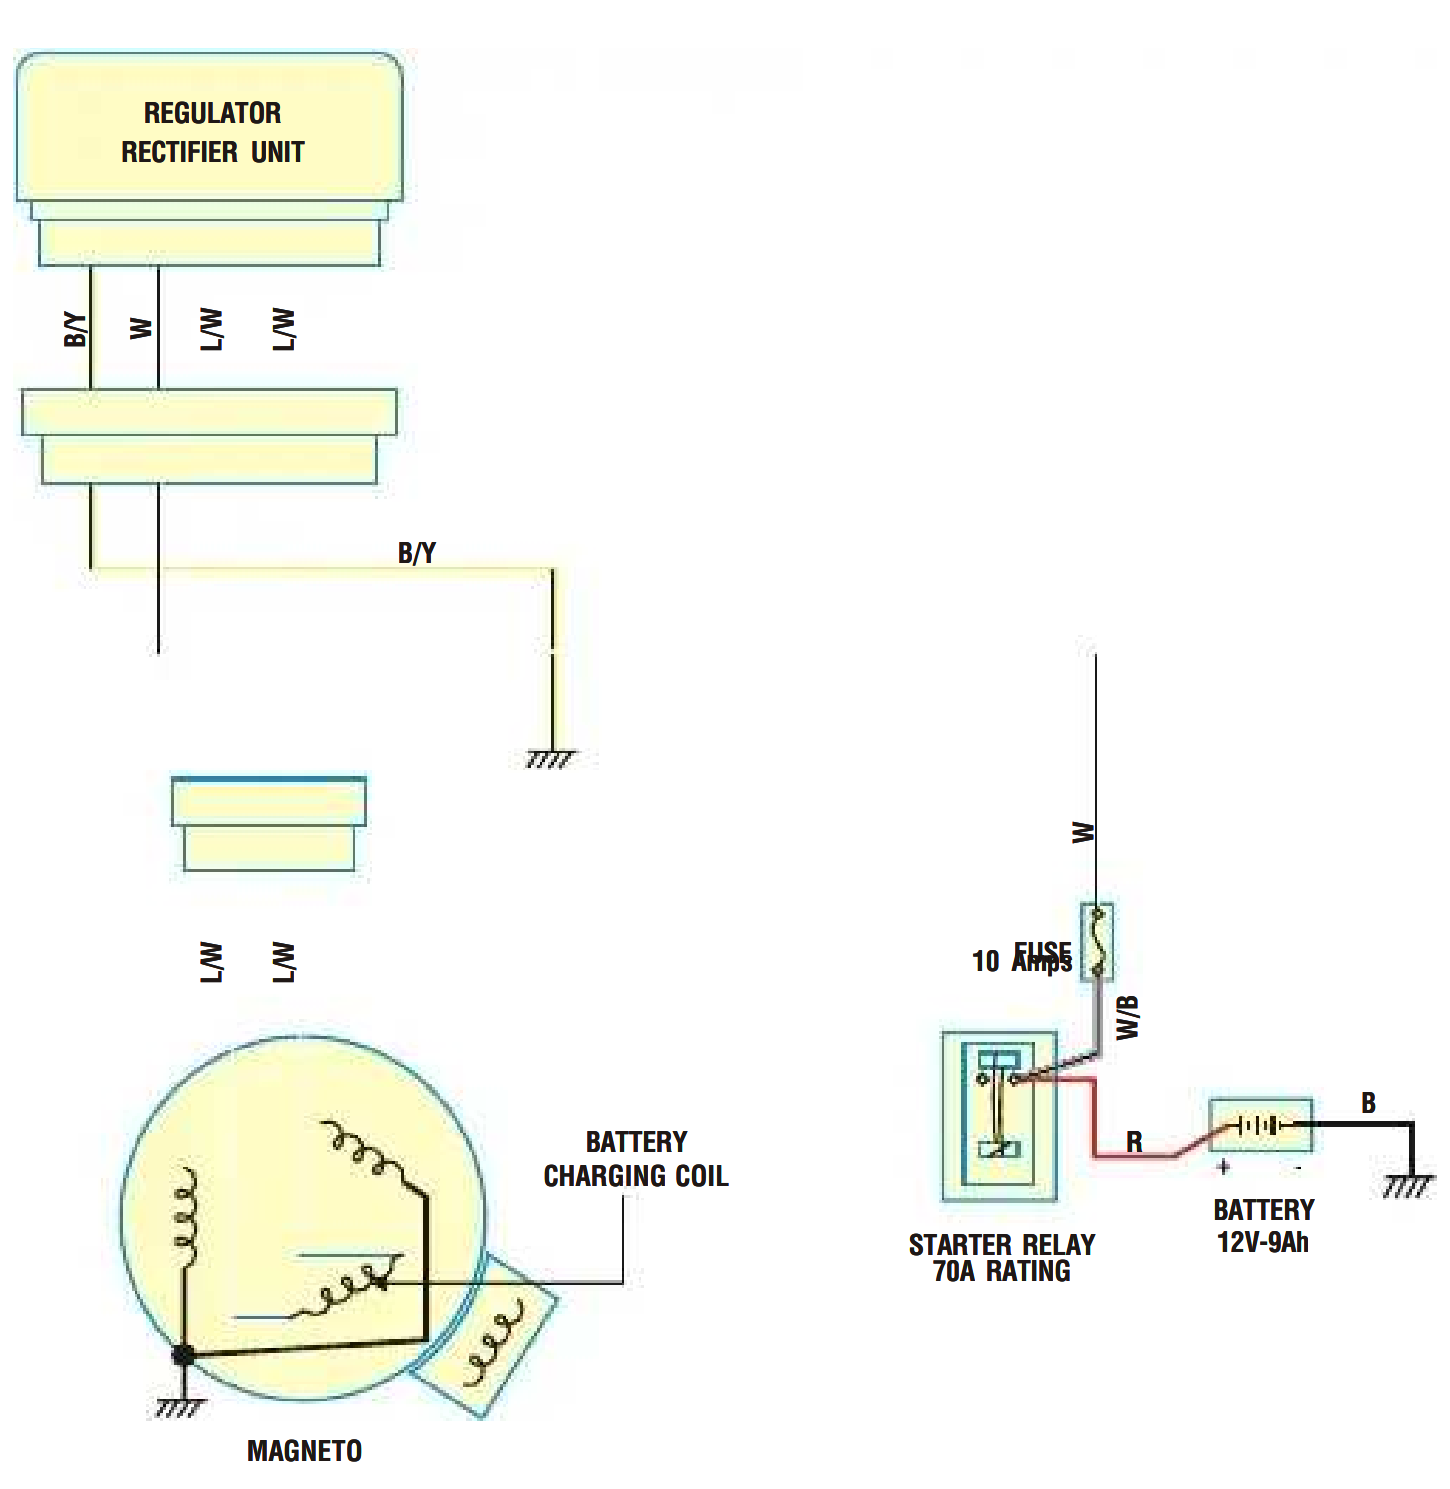 REGULATOR
RECTIFIER UNIT
B/Y
W
L/W
L/W
B/Y
W
FUSE
10 Amps
W/B
L/W
L/W
B
R
BATTERY
CHARGING COIL
+
-
BATTERY
12V-9Ah
STARTER RELAY
70A RATING
MAGNETO